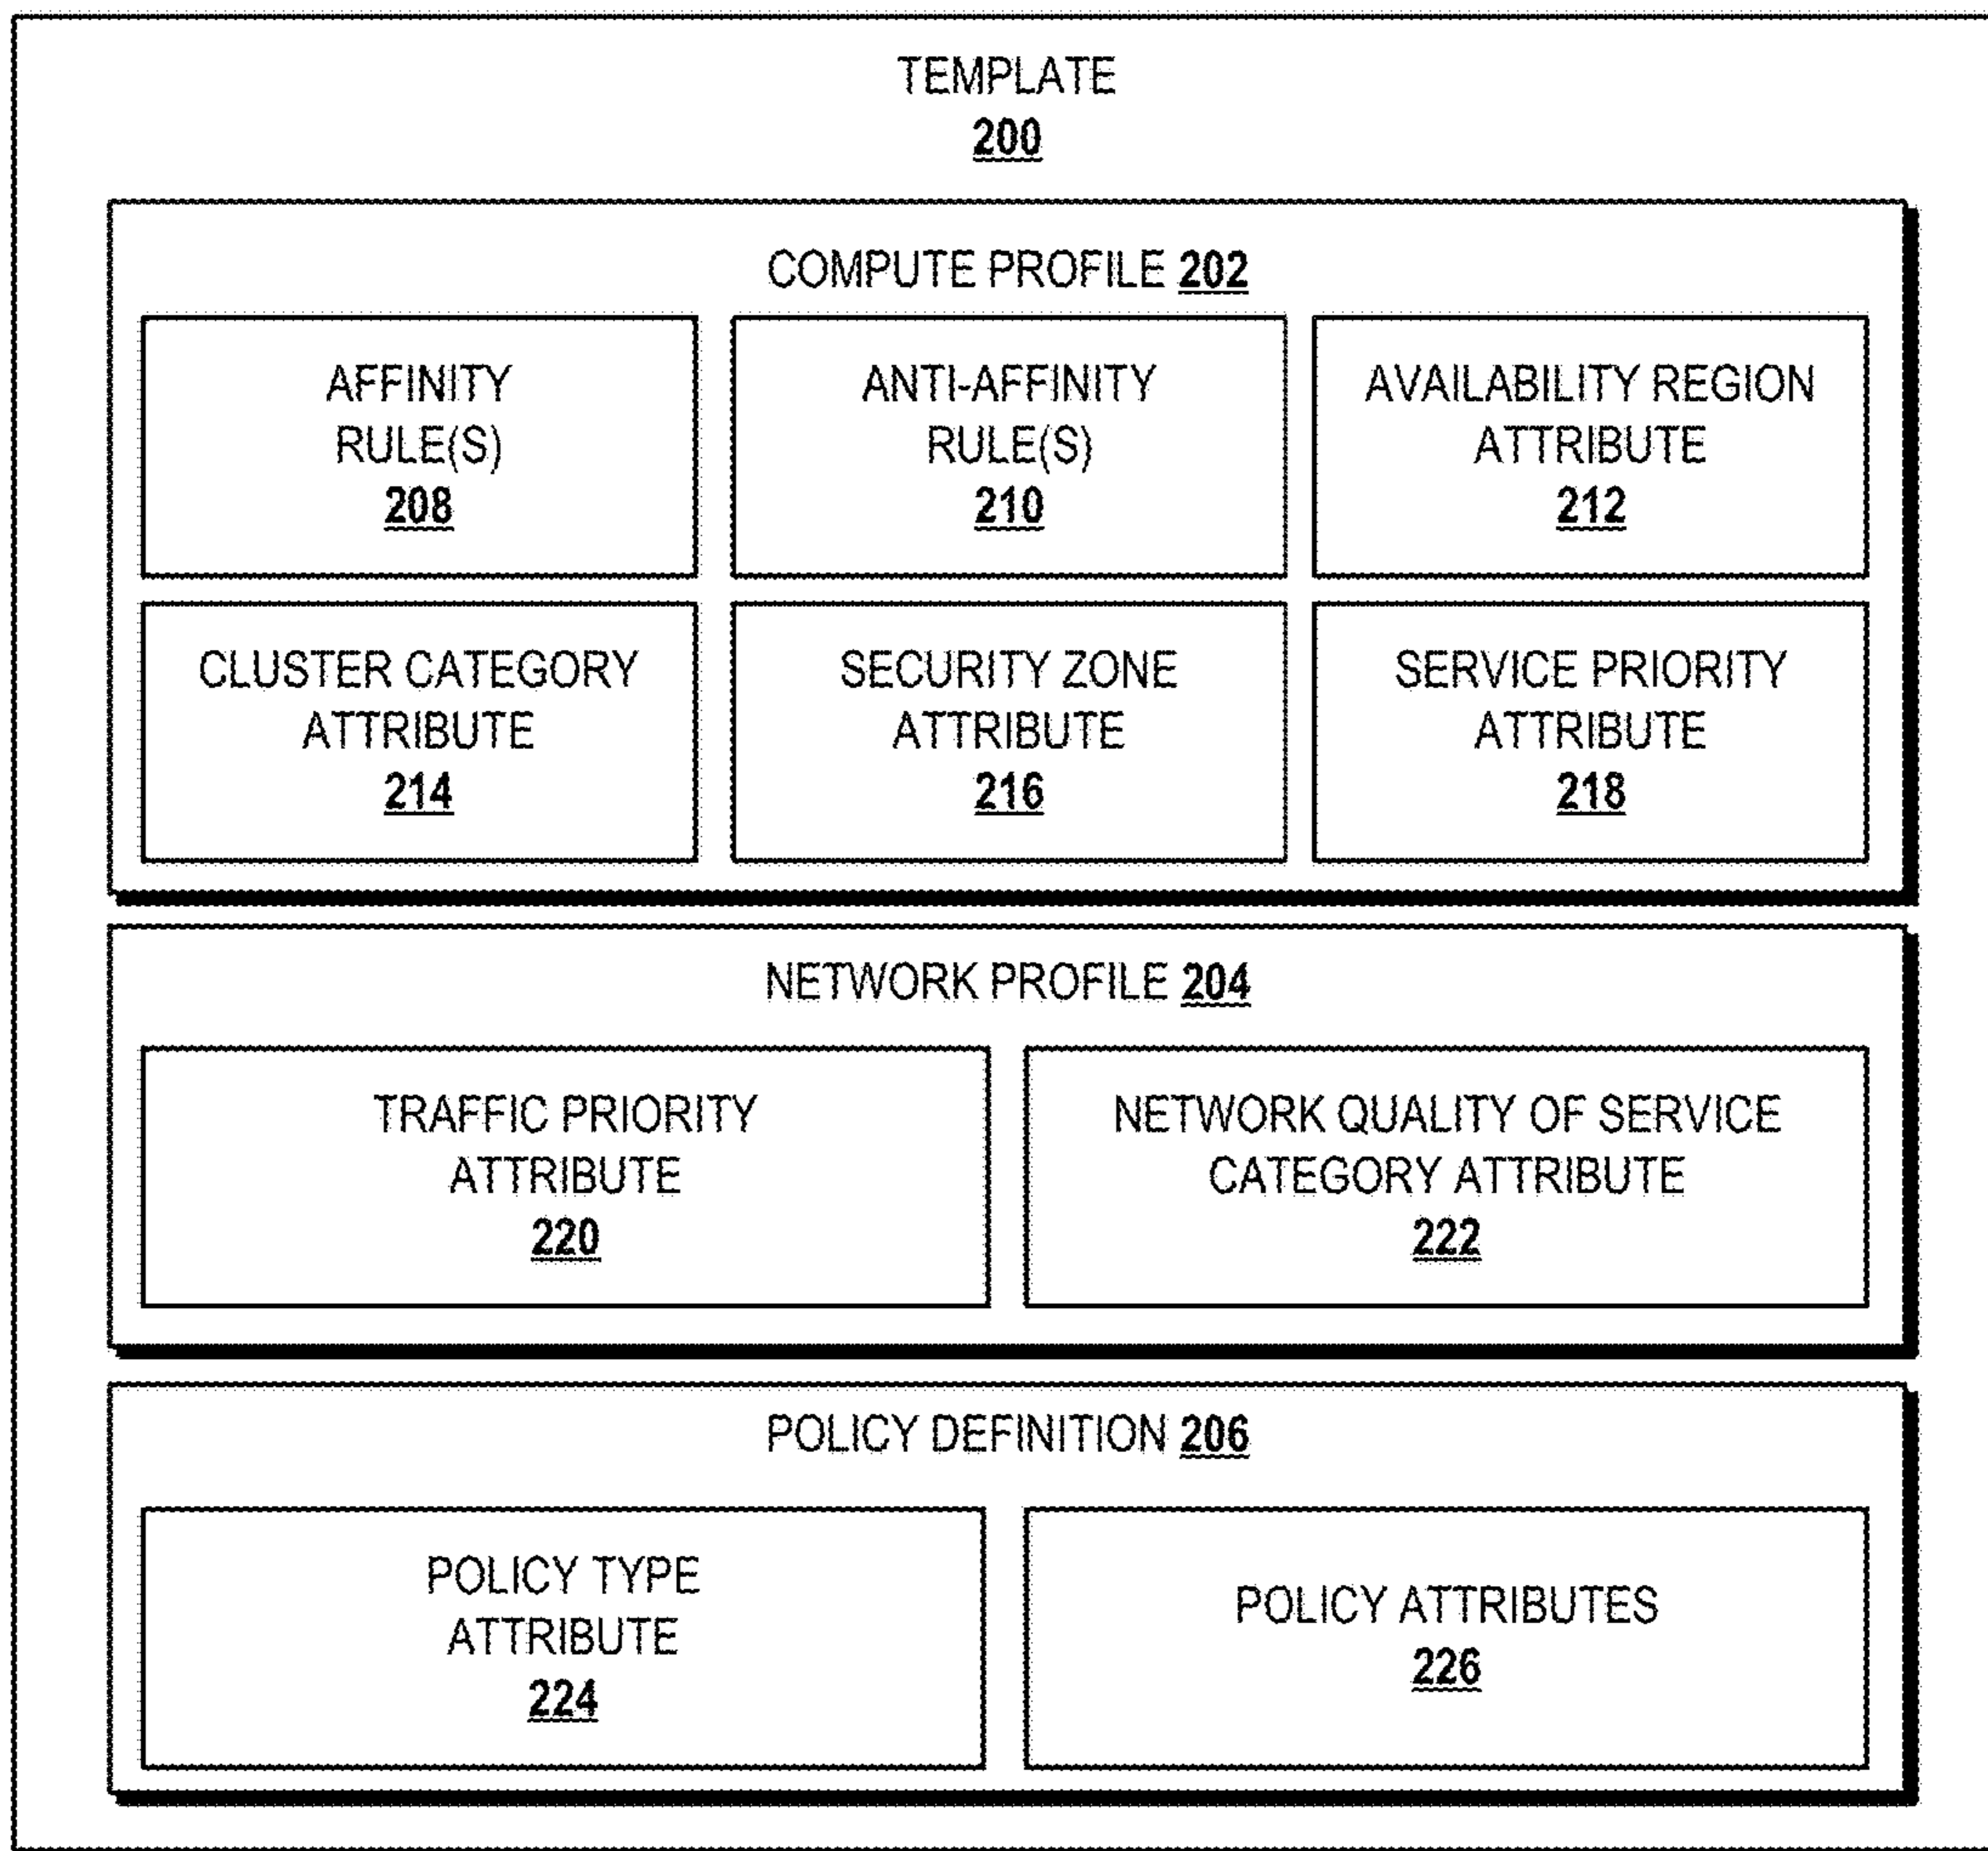 TEMPLATE
200
COMPUTE PROFILE 202
AFFINITY
RULE(S)
208
ANTI-AFFINITY
RULE(S)
210
AVAILABILITY REGION
ATTRIBUTE
212
CLUSTER CATEGORY
ATTRIBUTE
214
SECURITY ZONE
ATTRIBUTE
216
SERVICE PRIORITY
ATTRIBUTE
218
NETWORK PROFILE 204
TRAFFIC PRIORITY
ATTRIBUTE
220
NETWORK QUALITY OF SERVICE
CATEGORY ATTRIBUTE
222
POLICY DEFINITION 206
POLICY TYPE
ATTRIBUTE
224
POLICY ATTRIBUTES
226